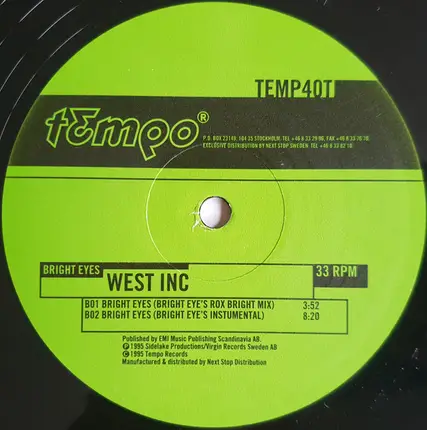 TEMP40T
tempo®
P.O. BOX 22140. 104 35 STOCKHOLM. TEL +46 8 33 29 00, FAX +46 8 33 70 70.
EXCLUSIVE DISTRIBUTION BY NEXT STOP SWEDEN. TEL +46 8 33 02 10
BRIGHT EYES WEST INC 33 RPM
B01 BRIGHT EYES (BRIGHT EYE'S ROX BRIGHT MIX) 3:52
B02 BRIGHT EYES (BRIGHT EYE'S INSTUMENTAL) 8:20
Published by EMI Music Publishing Scandinavia AB.
℗ 1995 Sidelake Productions/Virgin Records Sweden AB
© 1995 Tempo Records
Manufactured & distributed by Next Stop Distribution